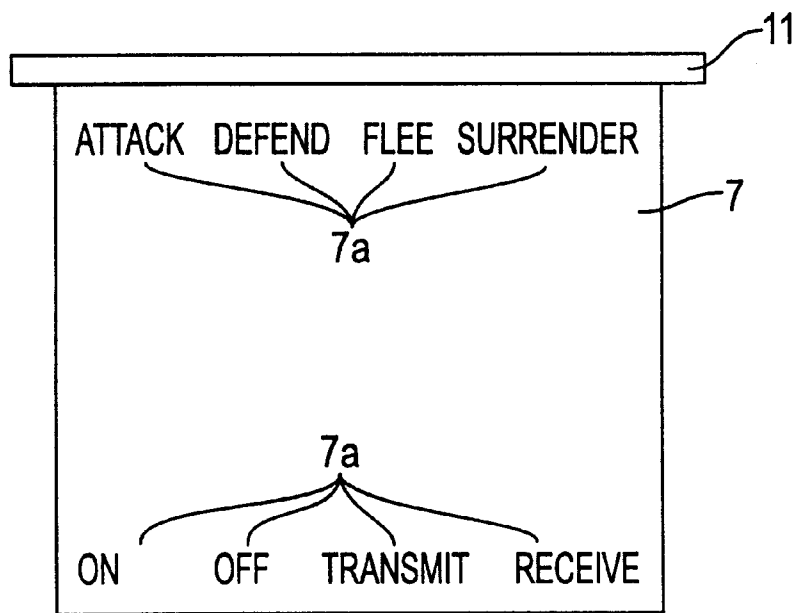 11
ATTACK DEFEND FLEE SURRENDER
7
7a
7a
ON OFF TRANSMIT RECEIVE